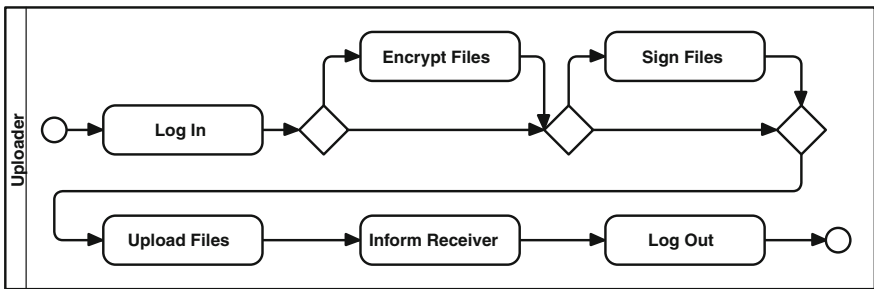 Uploader
Encrypt Files
Sign Files
Log In
Upload Files
Inform Receiver
Log Out